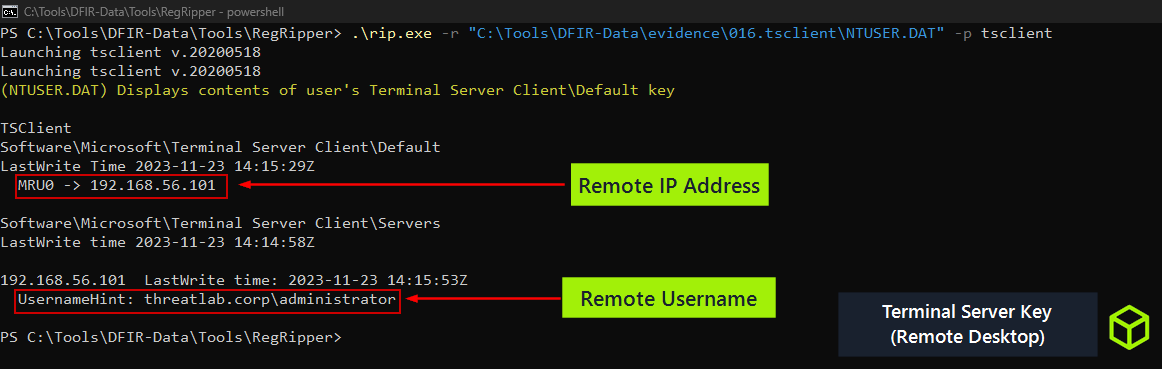 C:\Tools\DFIR-Data\Tools\RegRipper - powershell
PS C:\Tools\DFIR-Data\Tools\RegRipper> .\rip.exe -r "C:\Tools\DFIR-Data\evidence\016.tsclient\NTUSER.DAT" -p tsclient
Launching tsclient v.20200518
Launching tsclient v.20200518
(NTUSER.DAT) Displays contents of user's Terminal Server Client\Default key
TSClient
Software\Microsoft\Terminal Server Client\Default
LastWrite Time 2023-11-23 14:15:29Z
MRU0 -> 192.168.56.101
Remote IP Address
Software\Microsoft\Terminal Server Client\Servers
LastWrite time 2023-11-23 14:14:58Z
192.168.56.101 LastWrite time: 2023-11-23 14:15:53Z
UsernameHint: threatlab.corp\administrator
Remote Username
Terminal Server Key
(Remote Desktop)
PS C:\Tools\DFIR-Data\Tools\RegRipper>